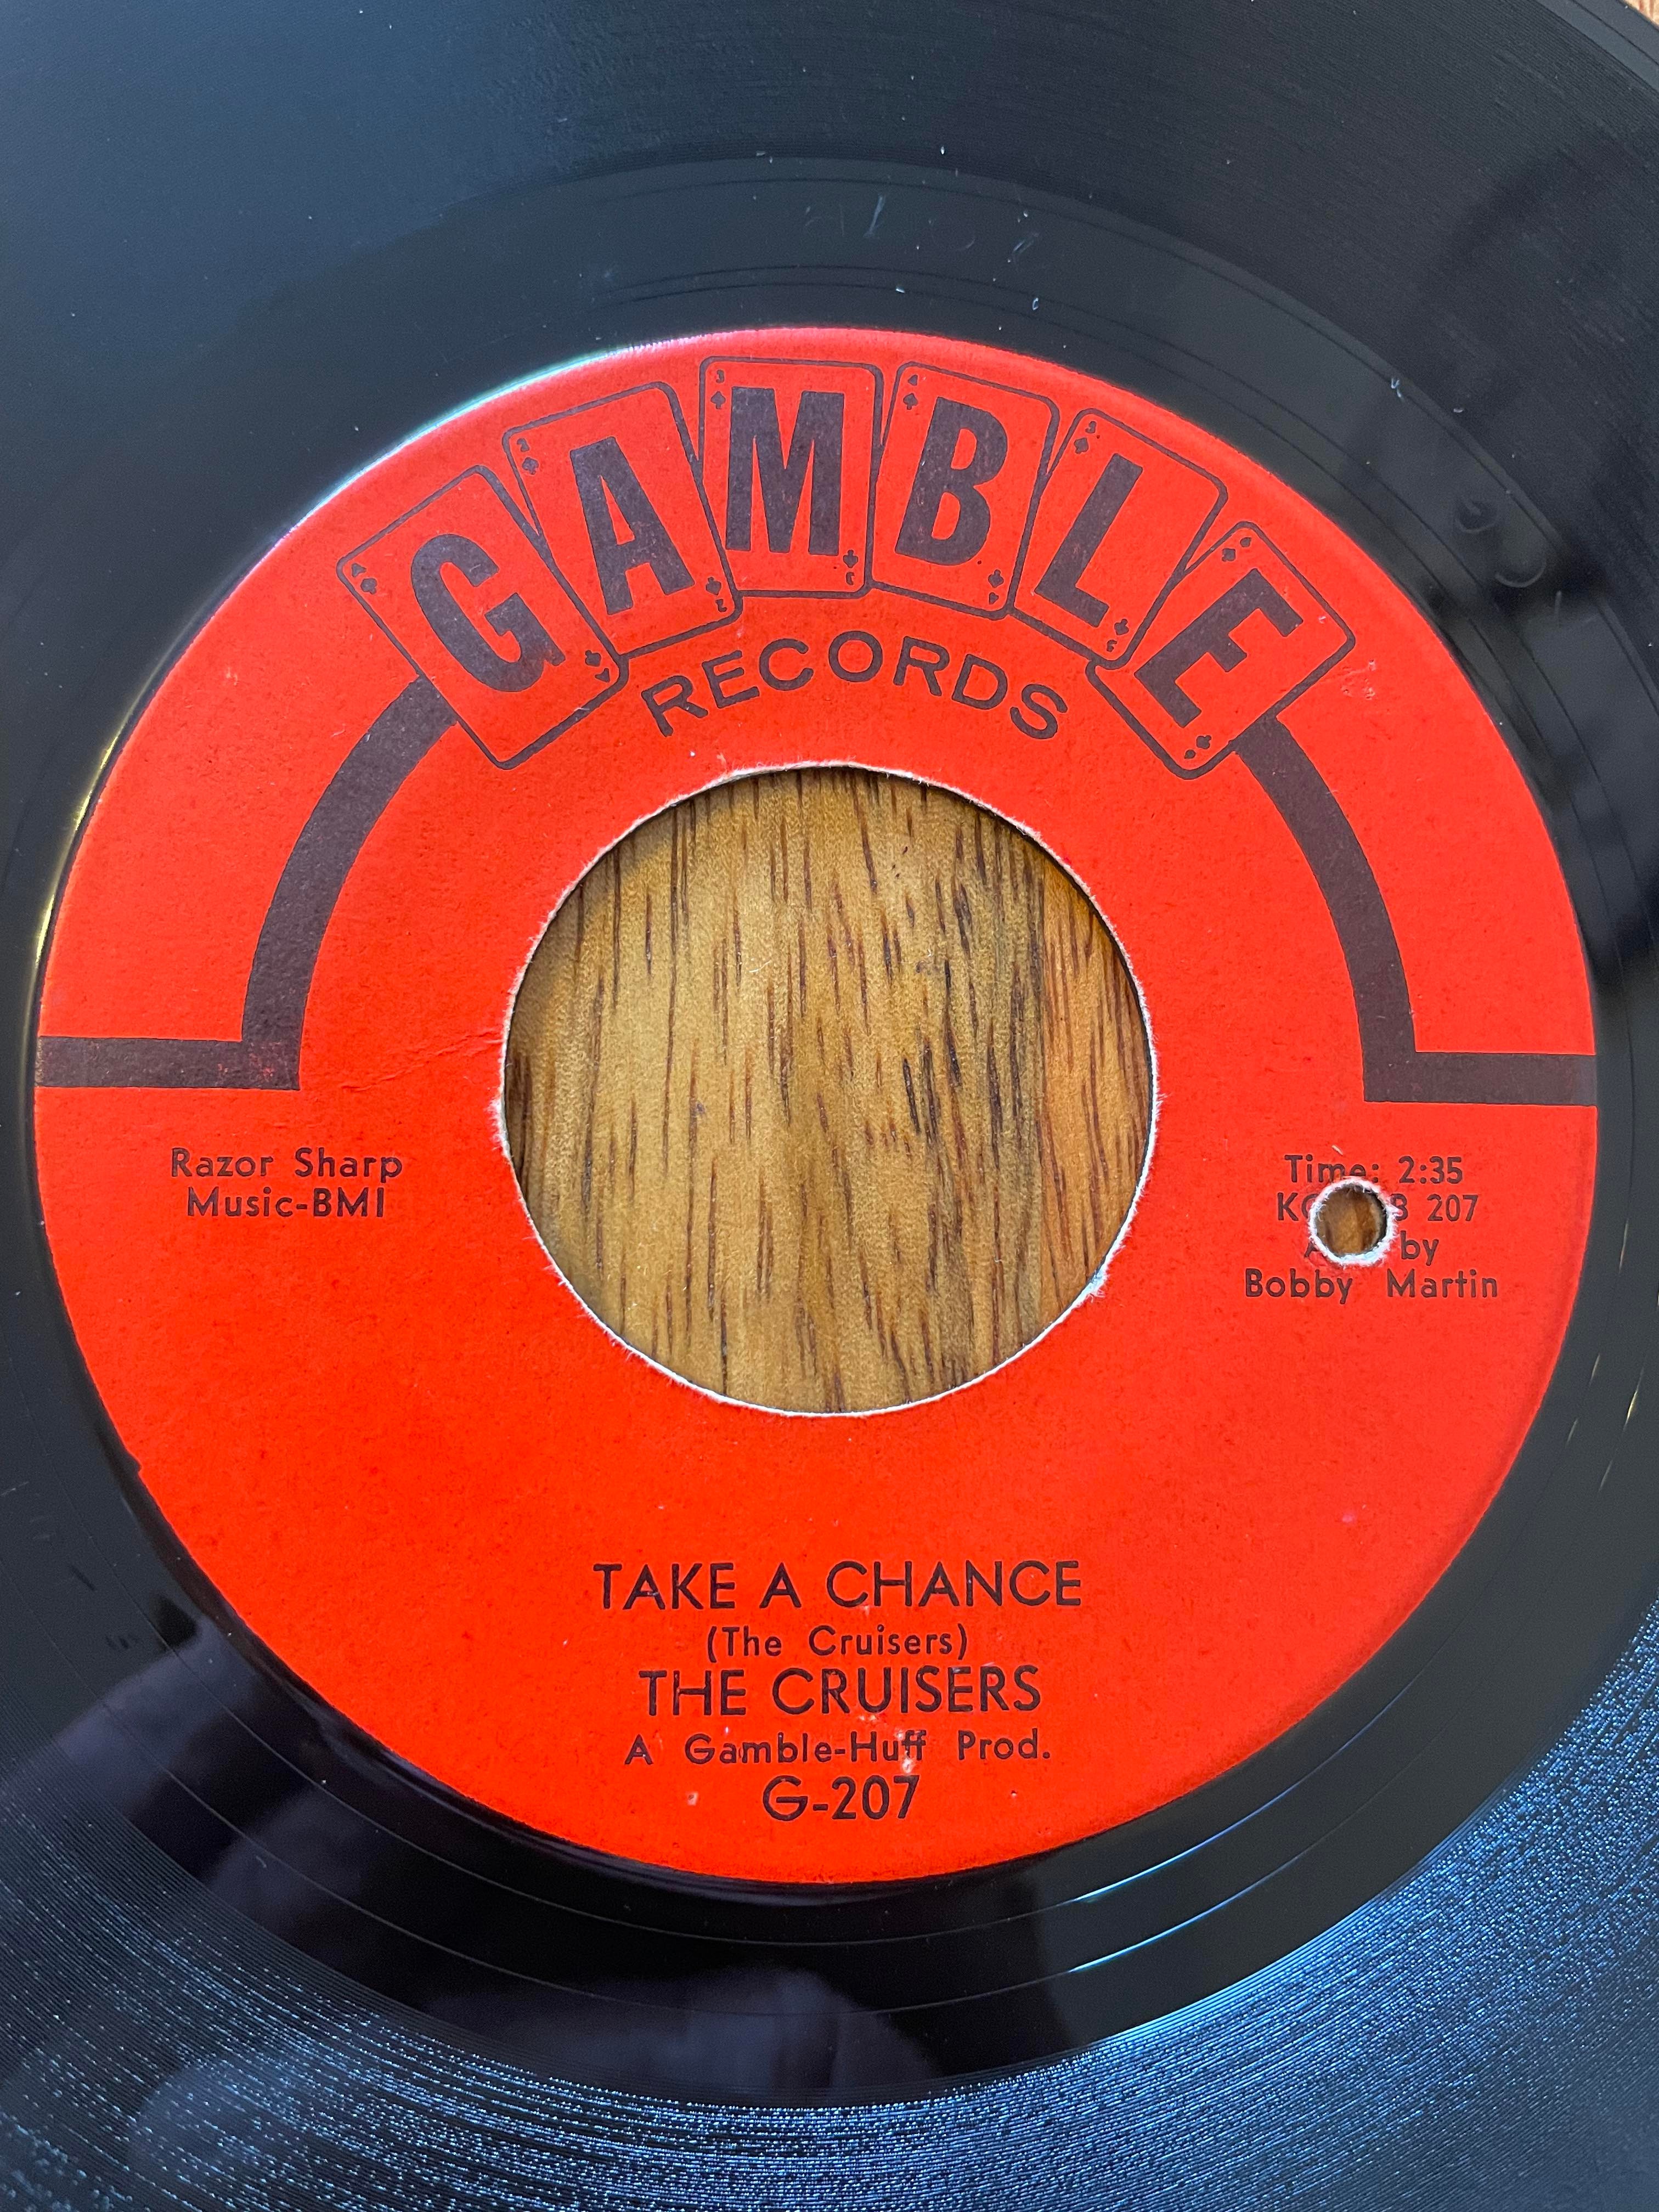 GAMBLE
RECORDS
Razor Sharp
Music-BMI
Time: 2:35
207
by
Bobby Martin
TAKE A CHANCE
(The Cruisers)
THE CRUISERS
A Gamble-Huff Prod.
G-207